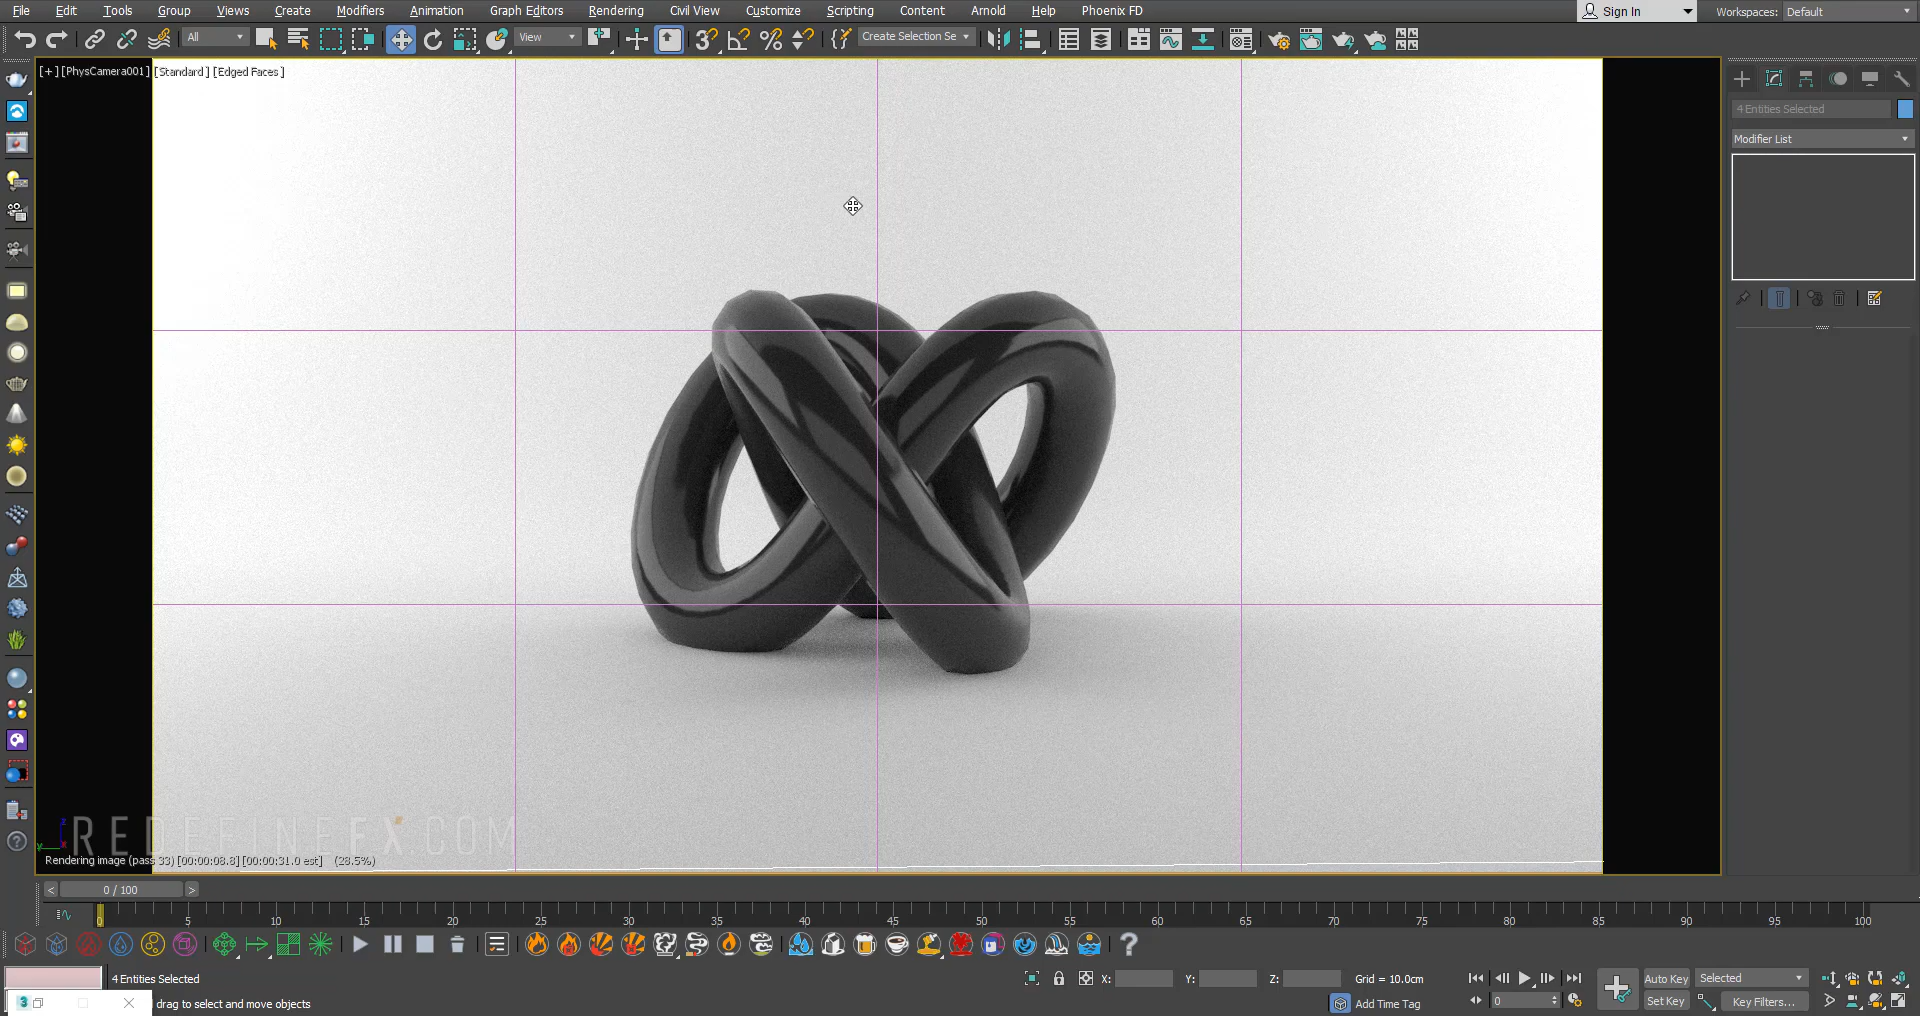 File Edit Tools Group Views Create Modifiers Animation Graph Editors Rendering Civil View Customize Scripting Content Arnold Help Phoenix FD Sign In Workspaces: Default
All View Create Selection Se
[+] [PhysCamera001] [Standard] [Edged Faces]
4 Entities Selected
Modifier List
REDEFINEFX.COM
Rendering image (pass 33) [00:00:08.8] [00:00:31.0 est] (28.5%)
< 0 / 100 >
0 5 10 15 20 25 30 35 40 45 50 55 60 65 70 75 80 85 90 95 100
4 Entities Selected X: Y: Z: Grid = 10.0cm Auto Key Selected
drag to select and move objects Add Time Tag 0 Set Key Key Filters...